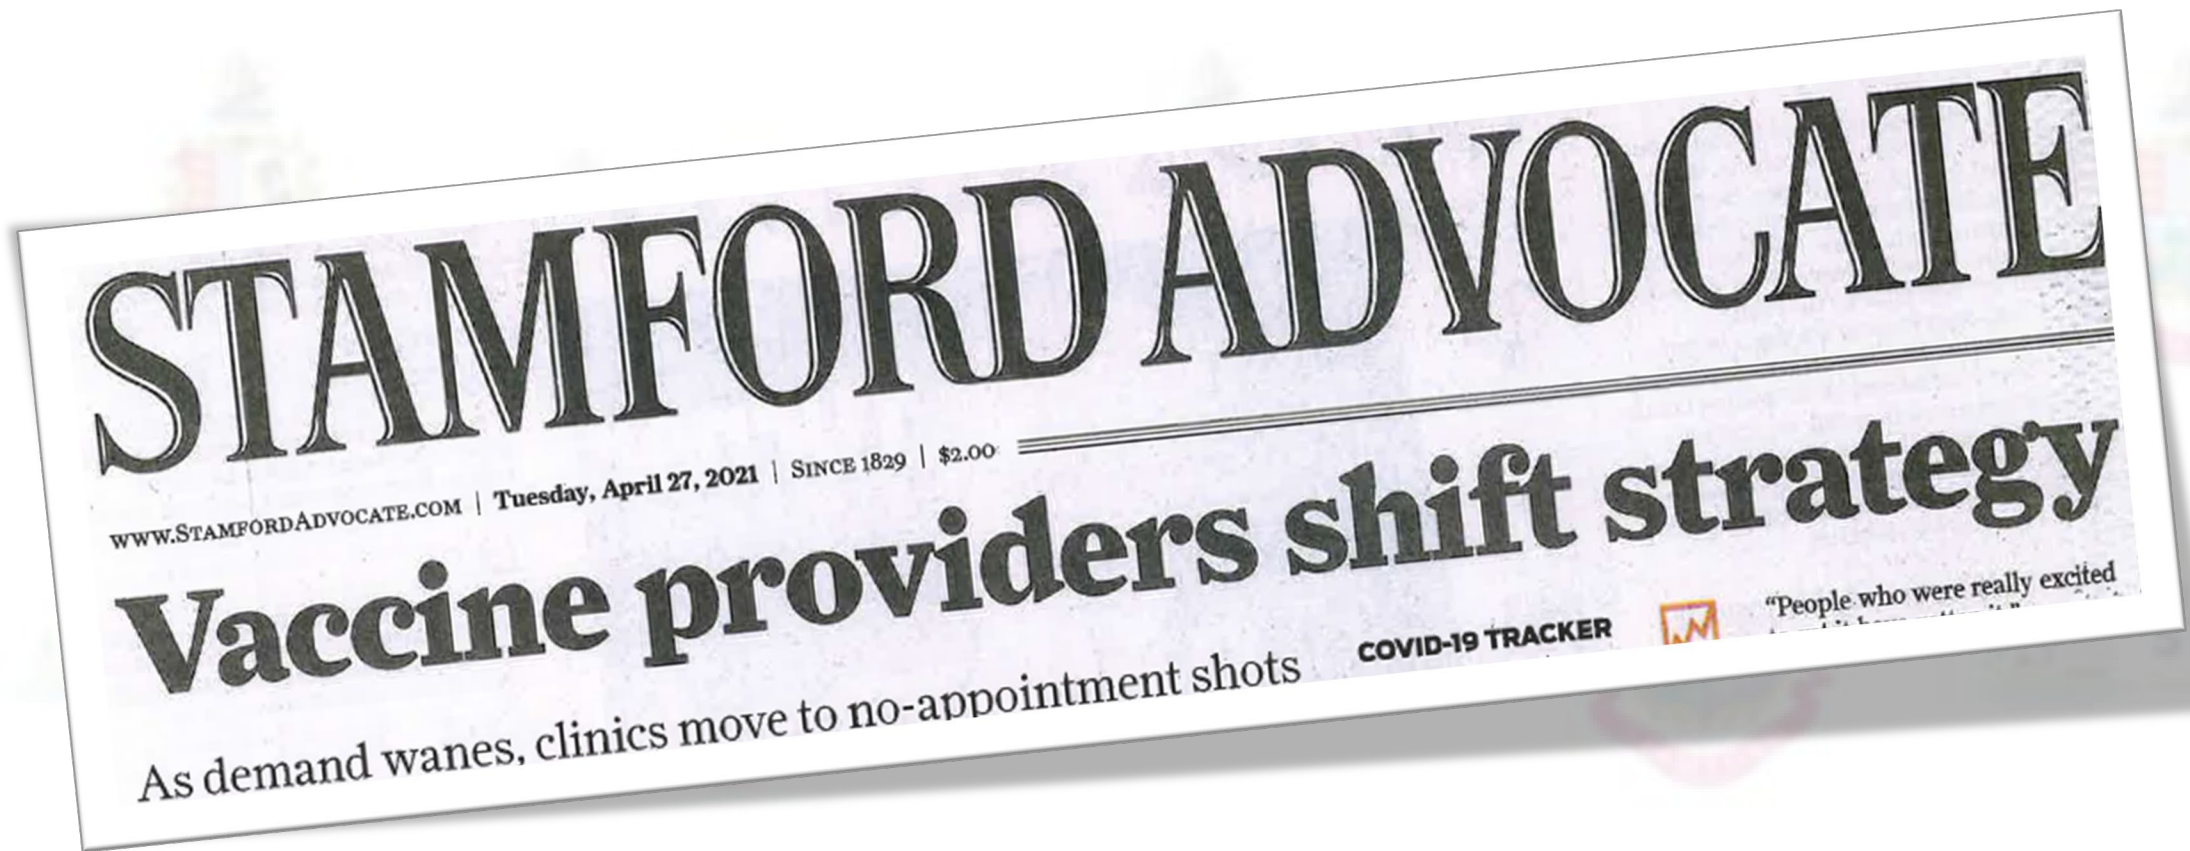 STAMFORD ADVOCATE
www.StamfordAdvocate.com | Tuesday, April 27, 2021 | Since 1829 | $2.00
Vaccine providers shift strategy
As demand wanes, clinics move to no-appointment shots
COVID-19 TRACKER
“People who were really excited